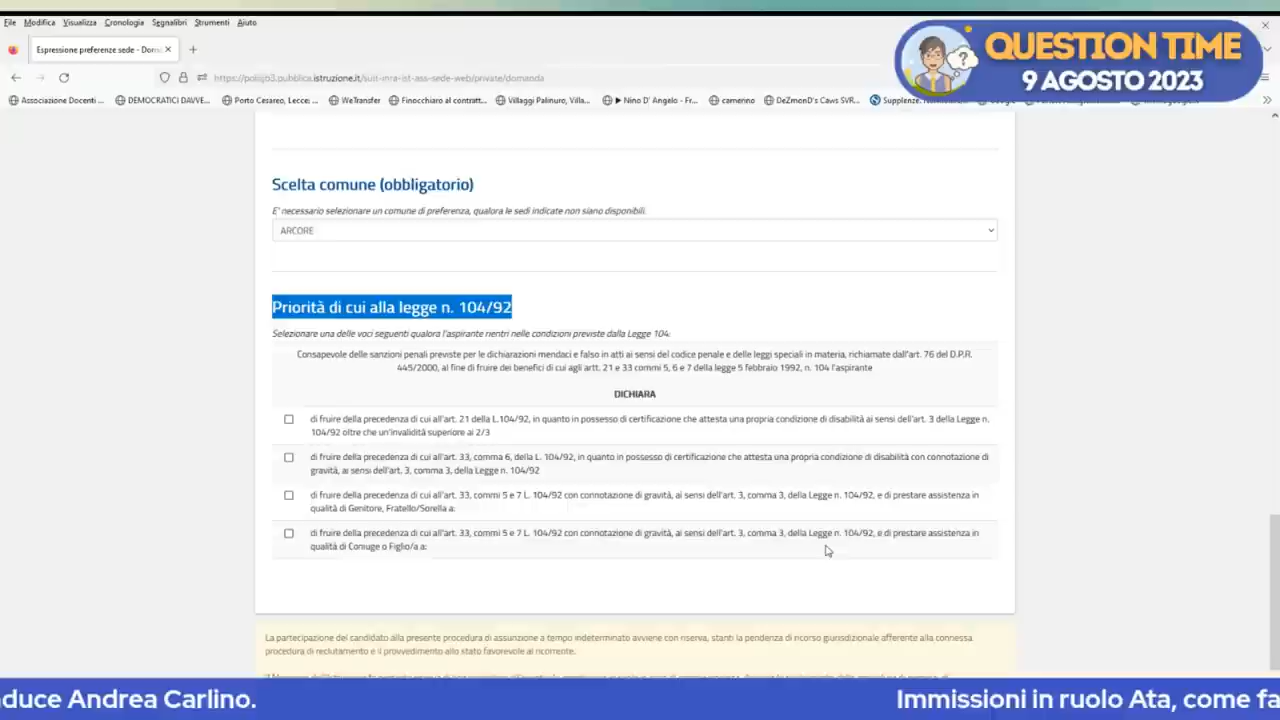 File Modifica Visualizza Cronologia Segnalibri Strumenti Aiuto
QUESTION TIME
9 AGOSTO 2023
Espressione preferenze sede - Dom
Associazione Docenti ... DEMOCRATICI DAVVE... Porto Cesareo, Lecce; ... WeTransfer Finocchiaro al contratt... Villaggi Palinuro, Villa... Nino D' Angelo - Fr... camerino DeZmonD's Caws SVR...
Scelta comune (obbligatorio)
E' necessario selezionare un comune di preferenza, qualora le sedi indicate non siano disponibili.
ARCORE
Priorità di cui alla legge n. 104/92
Selezionare una delle voci seguenti qualora l'aspirante rientri nelle condizioni previste dalla Legge 104:
Consapevole delle sanzioni penali previste per le dichiarazioni mendaci e falso in atti ai sensi del codice penale e delle leggi speciali in materia, richiamate dall'art. 76 del D.P.R.
445/2000, al fine di fruire dei benefici di cui agli artt. 21 e 33 commi 5, 6 e 7 della legge 5 febbraio 1992, n. 104 l'aspirante
DICHIARA
di fruire della precedenza di cui all'art. 21 della L.104/92, in quanto in possesso di certificazione che attesta una propria condizione di disabilità ai sensi dell'art. 3 della Legge n.
104/92 oltre che un'invalidità superiore ai 2/3
di fruire della precedenza di cui all'art. 33, comma 6, della L. 104/92, in quanto in possesso di certificazione che attesta una propria condizione di disabilità con connotazione di
gravità, ai sensi dell'art. 3, comma 3, della Legge n. 104/92
di fruire della precedenza di cui all'art. 33, commi 5 e 7 L. 104/92 con connotazione di gravità, ai sensi dell'art. 3, comma 3, della Legge n. 104/92, e di prestare assistenza in
qualità di Genitore, Fratello/Sorella a:
di fruire della precedenza di cui all'art. 33, commi 5 e 7 L. 104/92 con connotazione di gravità, ai sensi dell'art. 3, comma 3, della Legge n. 104/92, e di prestare assistenza in
qualità di Coniuge o Figlio/a a:
La partecipazione del candidato alla presente procedura di assunzione a tempo indeterminato avviene con riserva, stanti la pendenza di ricorso giurisdizionale afferente alla connessa
procedura di reclutamento e il provvedimento allo stato favorevole al ricorrente.
duce Andrea Carlino. Immissioni in ruolo Ata, come fa